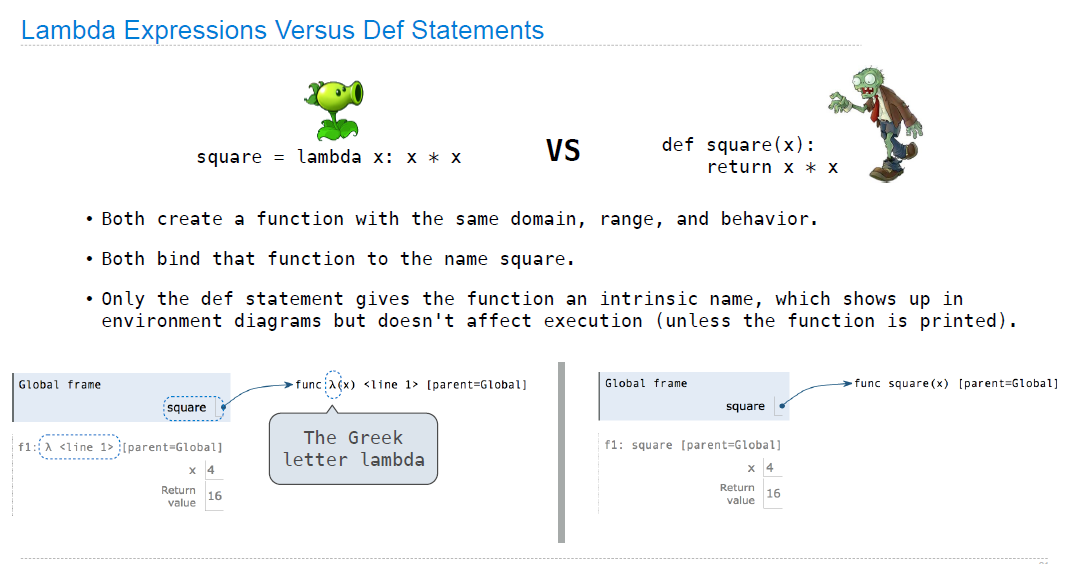 Lambda Expressions Versus Def Statements
square = lambda x: x * x
VS
def square(x):
return x * x
• Both create a function with the same domain, range, and behavior.
• Both bind that function to the name square.
• Only the def statement gives the function an intrinsic name, which shows up in
environment diagrams but doesn't affect execution (unless the function is printed).
Global frame
square
func λ(x) <line 1> [parent=Global]
The Greek
letter lambda
f1: λ <line 1> [parent=Global]
x 4
Return
value 16
Global frame
square
func square(x) [parent=Global]
f1: square [parent=Global]
x 4
Return
value 16